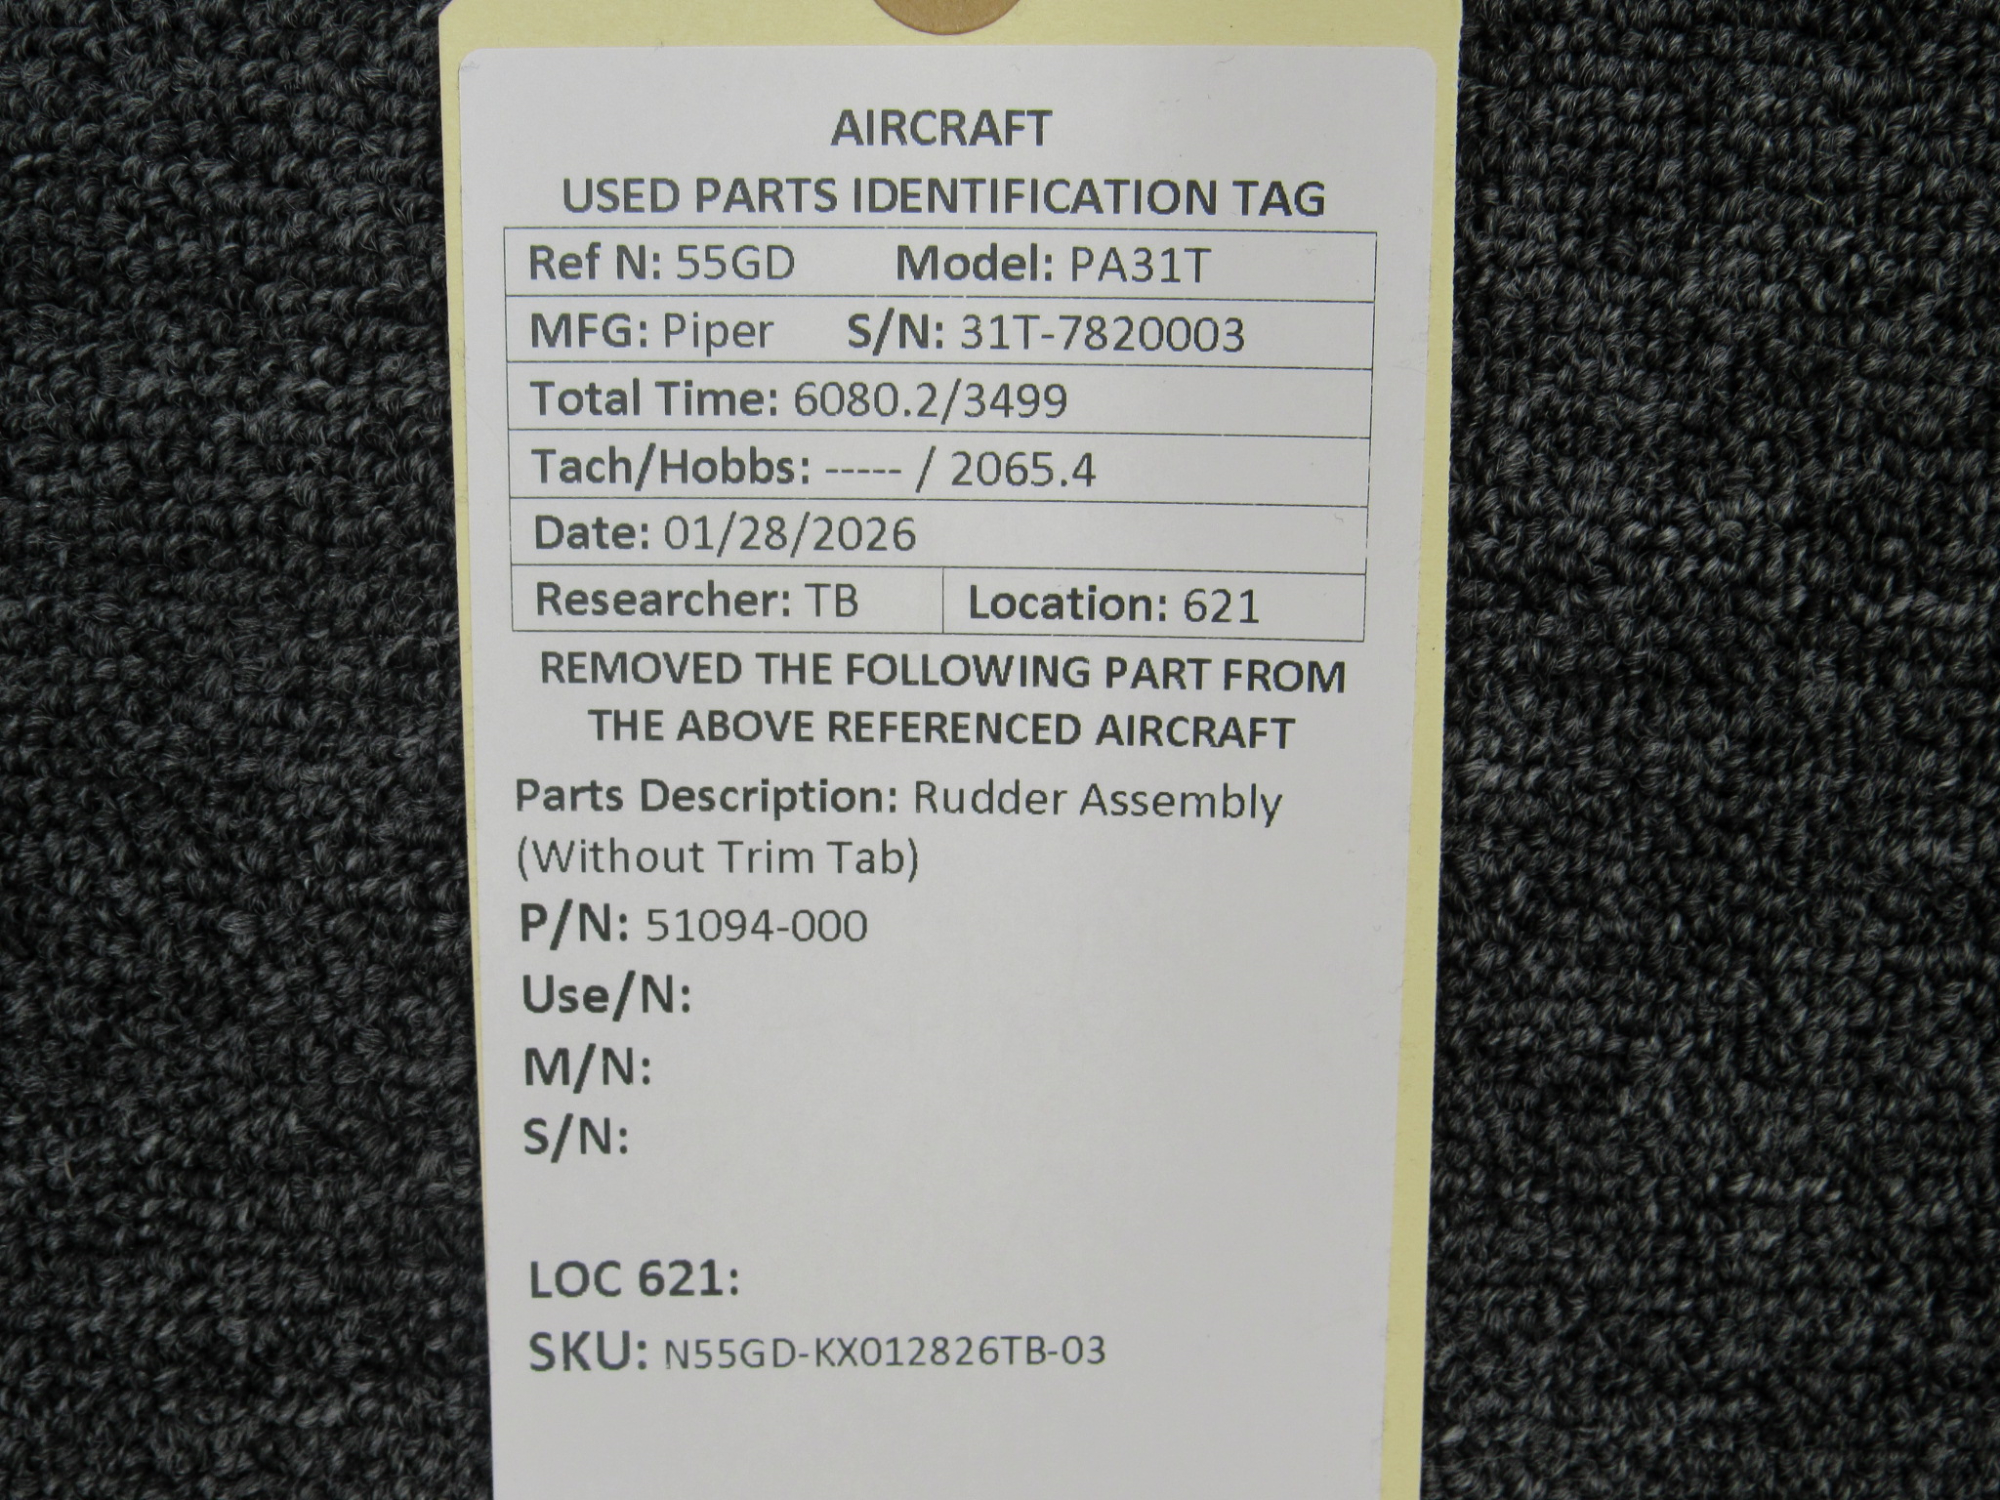 AIRCRAFT
USED PARTS IDENTIFICATION TAG
Ref N: 55GD Model: PA31T
MFG: Piper S/N: 31T-7820003
Total Time: 6080.2/3499
Tach/Hobbs: ----- / 2065.4
Date: 01/28/2026
Researcher: TB Location: 621
REMOVED THE FOLLOWING PART FROM
THE ABOVE REFERENCED AIRCRAFT
Parts Description: Rudder Assembly
(Without Trim Tab)
P/N: 51094-000
Use/N:
M/N:
S/N:
LOC 621:
SKU: N55GD-KX012826TB-03